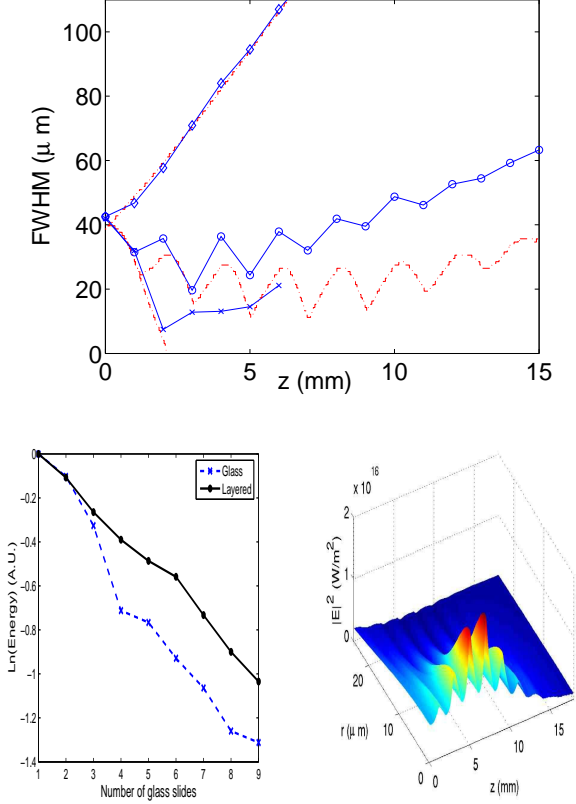 100
80
60
40
20
0
FWHM (μ m)
0
5
10
15
z (mm)
0
−0.2
−0.4
−0.6
−0.8
−1
−1.2
−1.4
Ln(Energy) (A.U.)
Glass
Layered
1 2 3 4 5 6 7 8 9
Number of glass slides
x 10^16
2
1
0
|E|^2 (W/m^2)
20
10
0
r (μ m)
0
5
10
15
z (mm)